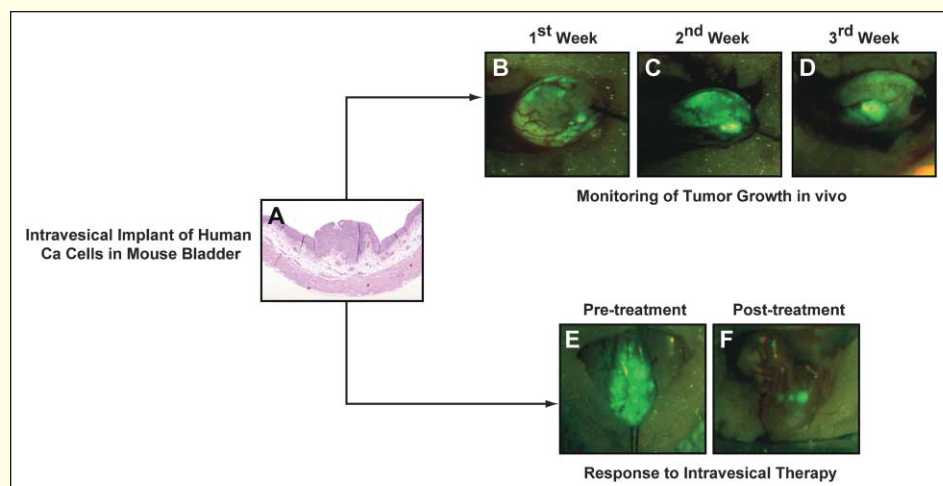 1st Week
2nd Week
3rd Week
B
C
D
Monitoring of Tumor Growth in vivo
A
Intravesical Implant of Human
Ca Cells in Mouse Bladder
Pre-treatment
Post-treatment
E
F
Response to Intravesical Therapy